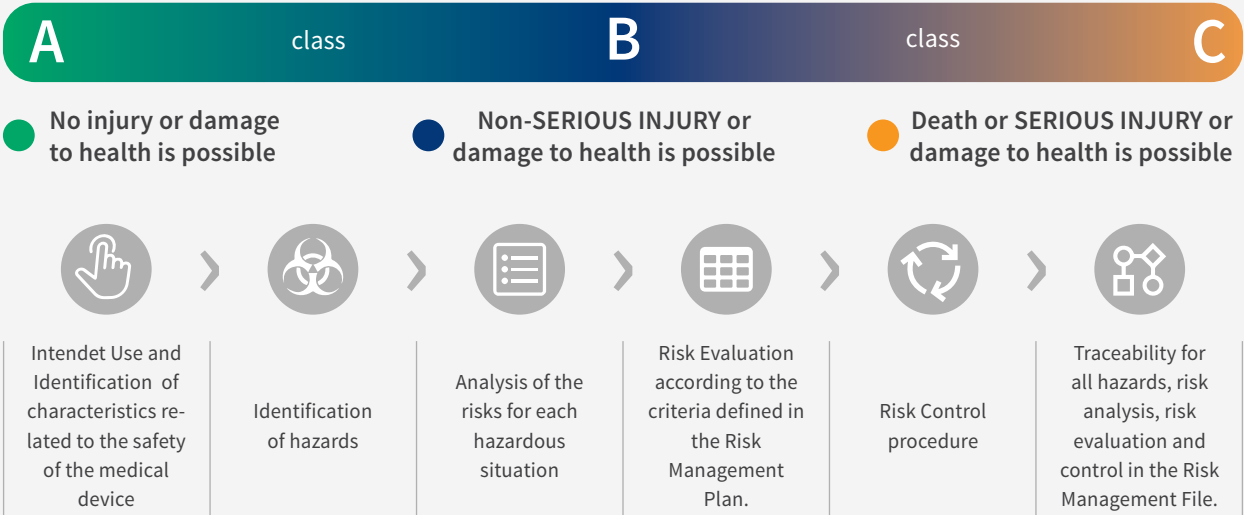 A class B class C
No injury or damage
to health is possible
Non-SERIOUS INJURY or
damage to health is possible
Death or SERIOUS INJURY or
damage to health is possible
Intendet Use and
Identification of
characteristics re-
lated to the safety
of the medical
device
Identification
of hazards
Analysis of the
risks for each
hazardous
situation
Risk Evaluation
according to the
criteria defined in
the Risk
Management
Plan.
Risk Control
procedure
Traceability for
all hazards, risk
analysis, risk
evaluation and
control in the Risk
Management File.